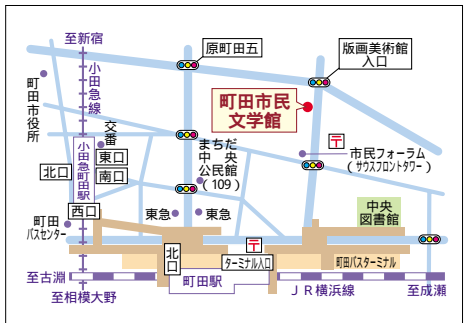 至新宿
小田急線
町田市役所
原町田五
版画美術館
入口
町田市民
文学館
交番
東口
南口
北口
西口
小田急町田駅
まちだ
中央
公民館
(109)
〒
市民フォーラム
(サウスフロントタワー)
町田
バスセンター
東急
東急
中央
図書館
北口
〒
ターミナル入口
町田バスターミナル
至古淵
町田駅
JR横浜線
至成瀬
至相模大野